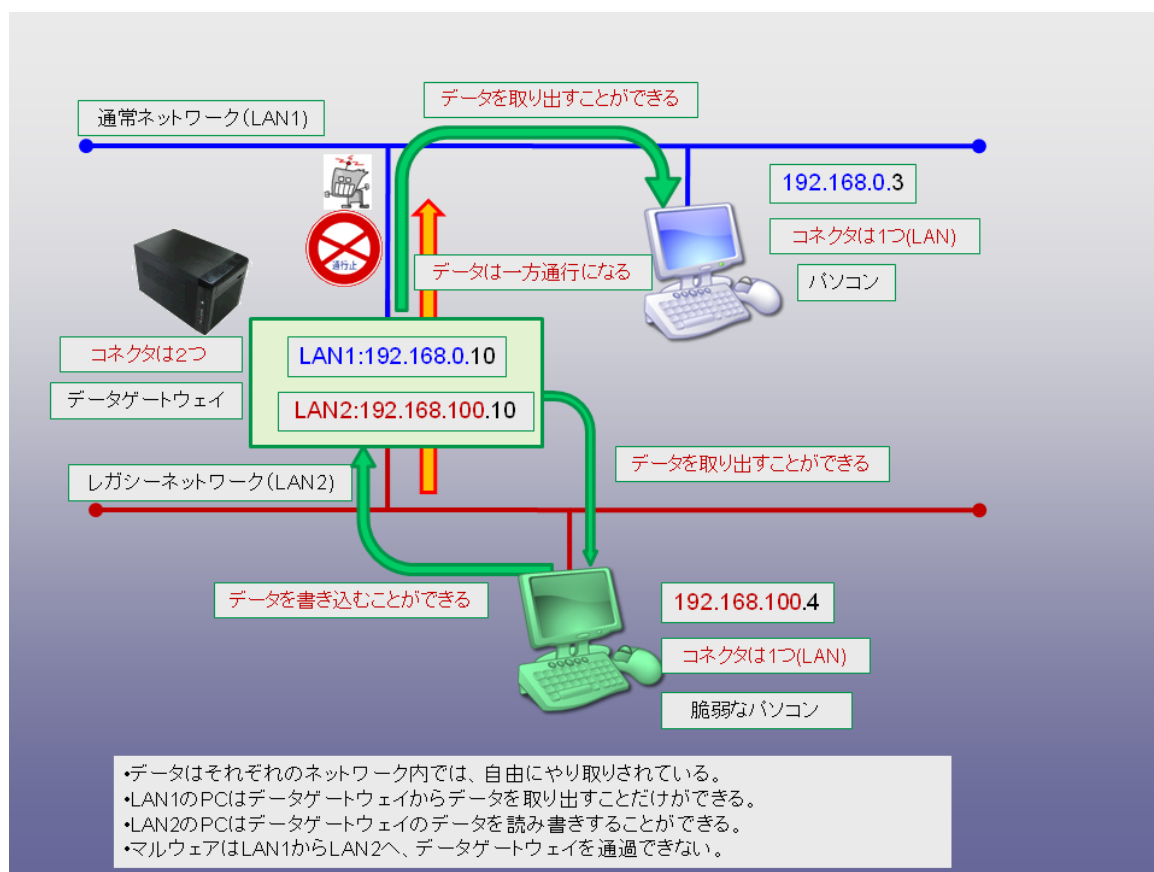 データを取り出すことができる
通常ネットワーク(LAN1)
192.168.0.3
コネクタは1つ(LAN)
通行止
データは一方通行になる
パソコン
コネクタは2つ
LAN1:192.168.0.10
データゲートウェイ
LAN2:192.168.100.10
データを取り出すことができる
レガシーネットワーク(LAN2)
データを書き込むことができる
192.168.100.4
コネクタは1つ(LAN)
脆弱なパソコン
•データはそれぞれのネットワーク内では、自由にやり取りされている。
•LAN1のPCはデータゲートウェイからデータを取り出すことだけができる。
•LAN2のPCはデータゲートウェイのデータを読み書きすることができる。
•マルウェアはLAN1からLAN2へ、データゲートウェイを通過できない。